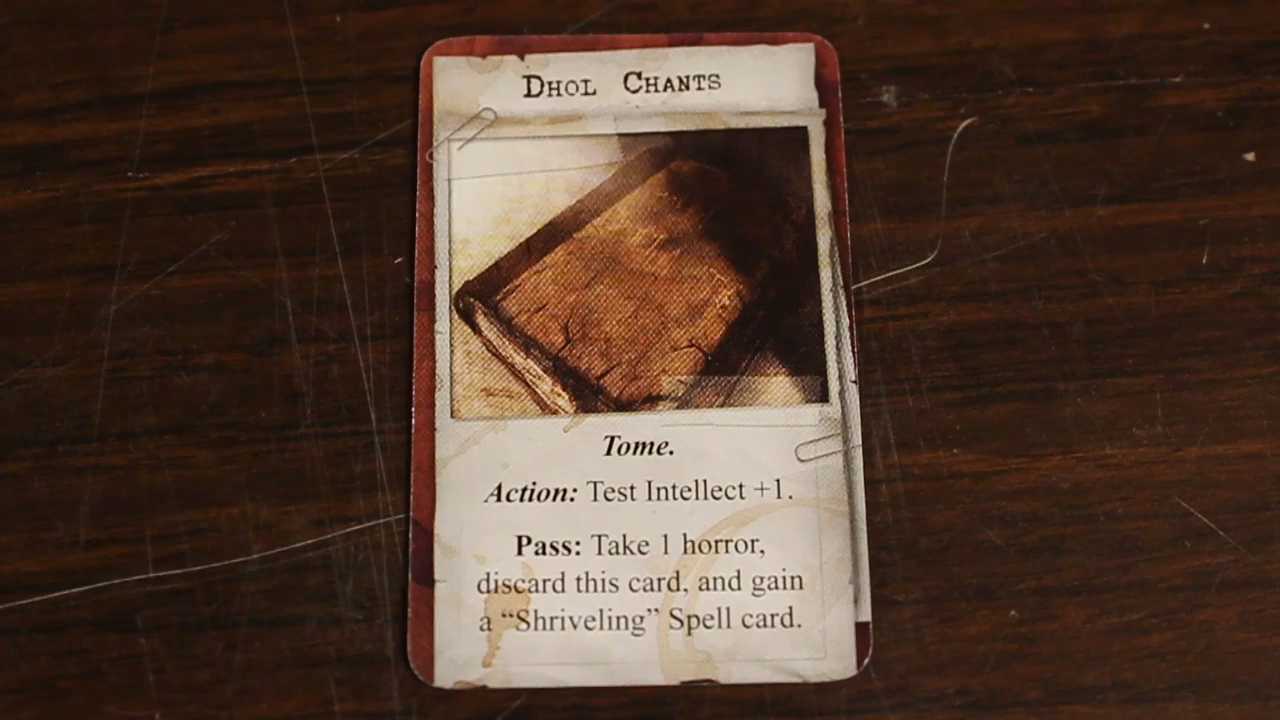 Dhol Chants
Tome.
Action: Test Intellect +1.
Pass: Take 1 horror,
discard this card, and gain
a “Shriveling” Spell card.